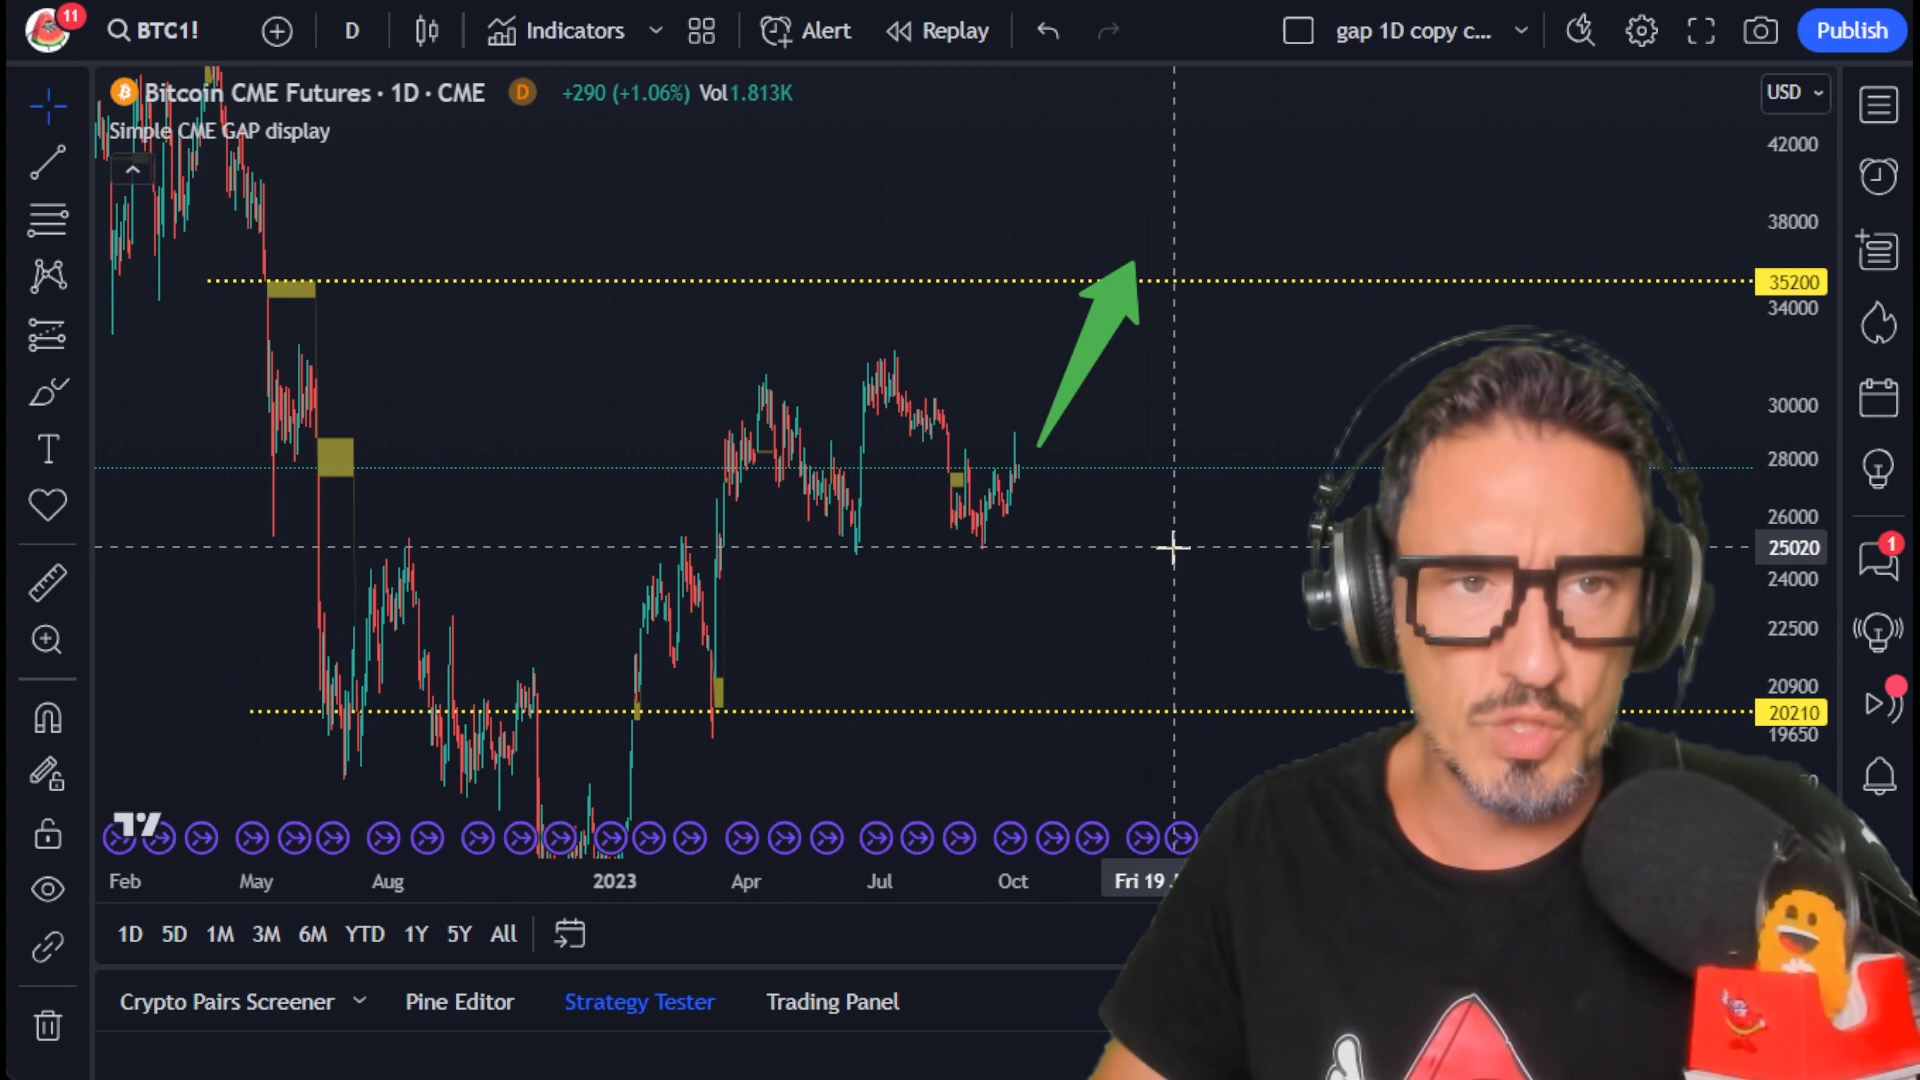 11
BTC1!
D
Indicators
Alert
Replay
gap 1D copy c...
Publish
Bitcoin CME Futures · 1D · CME
D
+290 (+1.06%)
Vol1.813K
USD
Simple CME GAP display
42000
38000
35200
34000
30000
28000
26000
1
25020
24000
22500
20900
20210
19650
Feb
May
Aug
2023
Apr
Jul
Oct
Fri 19
1D
5D
1M
3M
6M
YTD
1Y
5Y
All
Crypto Pairs Screener
Pine Editor
Strategy Tester
Trading Panel